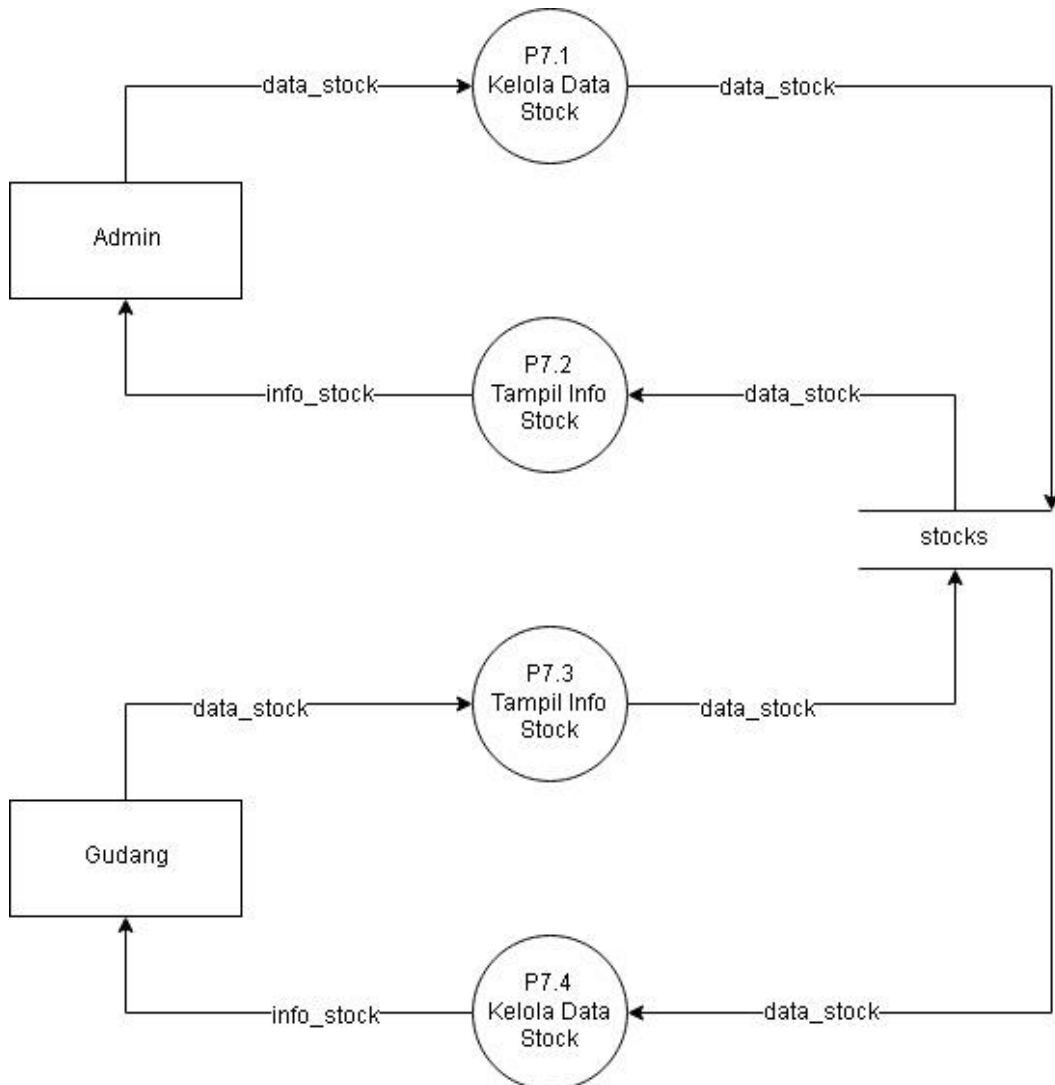 P7.1
Kelola Data
Stock
data_stock
data_stock
Admin
P7.2
Tampil Info
Stock
info_stock
data_stock
stocks
P7.3
Tampil Info
Stock
data_stock
data_stock
Gudang
P7.4
Kelola Data
Stock
info_stock
data_stock